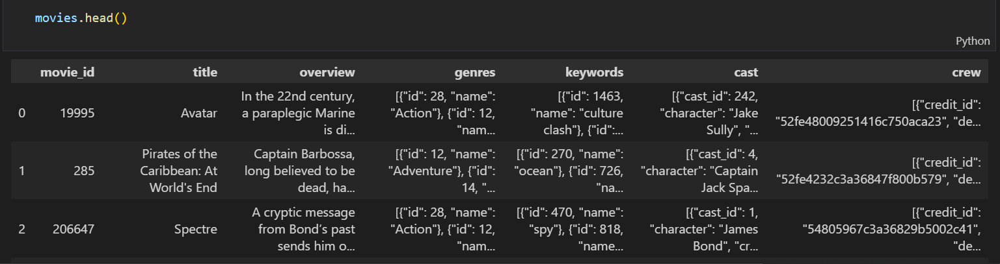 movies.head()
Python
movie_id title overview genres keywords cast crew
0 19995 Avatar In the 22nd century, a paraplegic Marine is di... [{"id": 28, "name": "Action"}, {"id": 12, "nam... [{"id": 1463, "name": "culture clash"}, {"id":... [{"cast_id": 242, "character": "Jake Sully", "... [{"credit_id": "52fe48009251416c750aca23", "de...
1 285 Pirates of the Caribbean: At World's End Captain Barbossa, long believed to be dead, ha... [{"id": 12, "name": "Adventure"}, {"id": 14, "... [{"id": 270, "name": "ocean"}, {"id": 726, "na... [{"cast_id": 4, "character": "Captain Jack Spa... [{"credit_id": "52fe4232c3a36847f800b579", "de...
2 206647 Spectre A cryptic message from Bond’s past sends him o... [{"id": 28, "name": "Action"}, {"id": 12, "nam... [{"id": 470, "name": "spy"}, {"id": 818, "name... [{"cast_id": 1, "character": "James Bond", "cr... [{"credit_id": "54805967c3a36829b5002c41", "de...